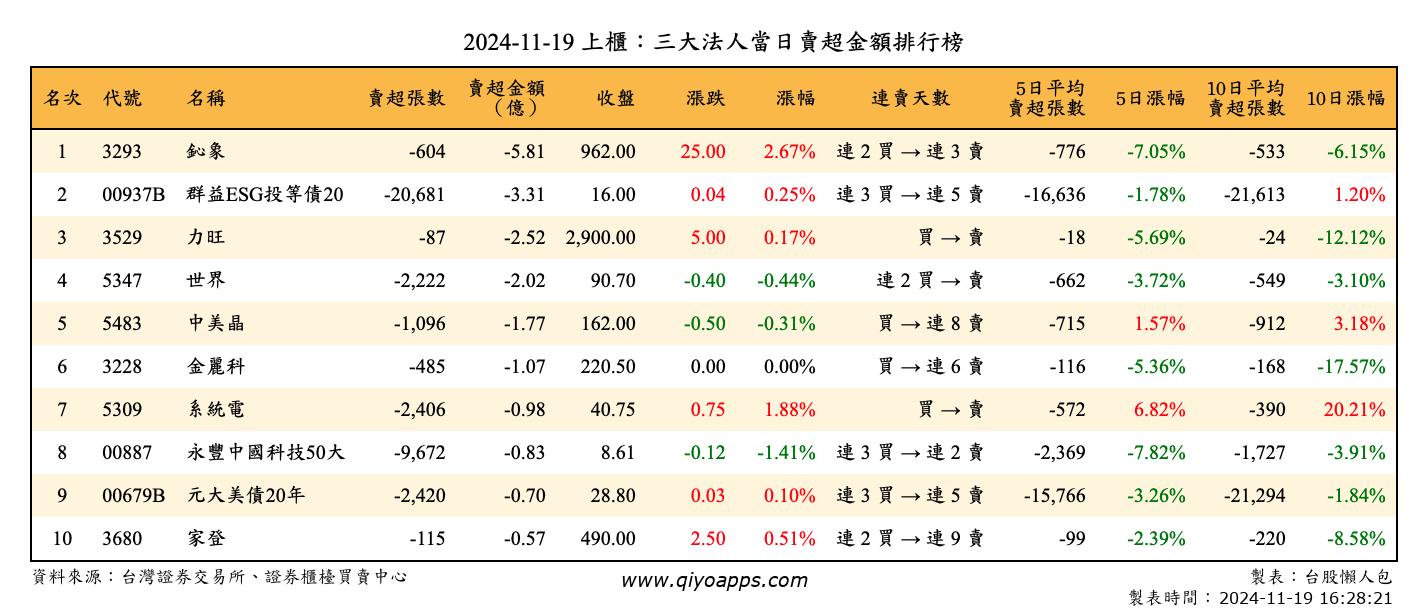 2024-11-19 上櫃：三大法人當日賣超金額排行榜
名次 代號 名稱 賣超張數 賣超金額（億） 收盤 漲跌 漲幅 連賣天數 5日平均賣超張數 5日漲幅 10日平均賣超張數 10日漲幅
1 3293 鈊象 -604 -5.81 962.00 25.00 2.67% 連 2 買 → 連 3 賣 -776 -7.05% -533 -6.15%
2 00937B 群益ESG投等債20 -20,681 -3.31 16.00 0.04 0.25% 連 3 買 → 連 5 賣 -16,636 -1.78% -21,613 1.20%
3 3529 力旺 -87 -2.52 2,900.00 5.00 0.17% 買 → 賣 -18 -5.69% -24 -12.12%
4 5347 世界 -2,222 -2.02 90.70 -0.40 -0.44% 連 2 買 → 賣 -662 -3.72% -549 -3.10%
5 5483 中美晶 -1,096 -1.77 162.00 -0.50 -0.31% 買 → 連 8 賣 -715 1.57% -912 3.18%
6 3228 金麗科 -485 -1.07 220.50 0.00 0.00% 買 → 連 6 賣 -116 -5.36% -168 -17.57%
7 5309 系統電 -2,406 -0.98 40.75 0.75 1.88% 買 → 賣 -572 6.82% -390 20.21%
8 00887 永豐中國科技50大 -9,672 -0.83 8.61 -0.12 -1.41% 連 3 買 → 連 2 賣 -2,369 -7.82% -1,727 -3.91%
9 00679B 元大美債20年 -2,420 -0.70 28.80 0.03 0.10% 連 3 買 → 連 5 賣 -15,766 -3.26% -21,294 -1.84%
10 3680 家登 -115 -0.57 490.00 2.50 0.51% 連 2 買 → 連 9 賣 -99 -2.39% -220 -8.58%
資料來源：台灣證券交易所、證券櫃檯買賣中心 www.qiyoapps.com 製表：台股懶人包
製表時間：2024-11-19 16:28:21